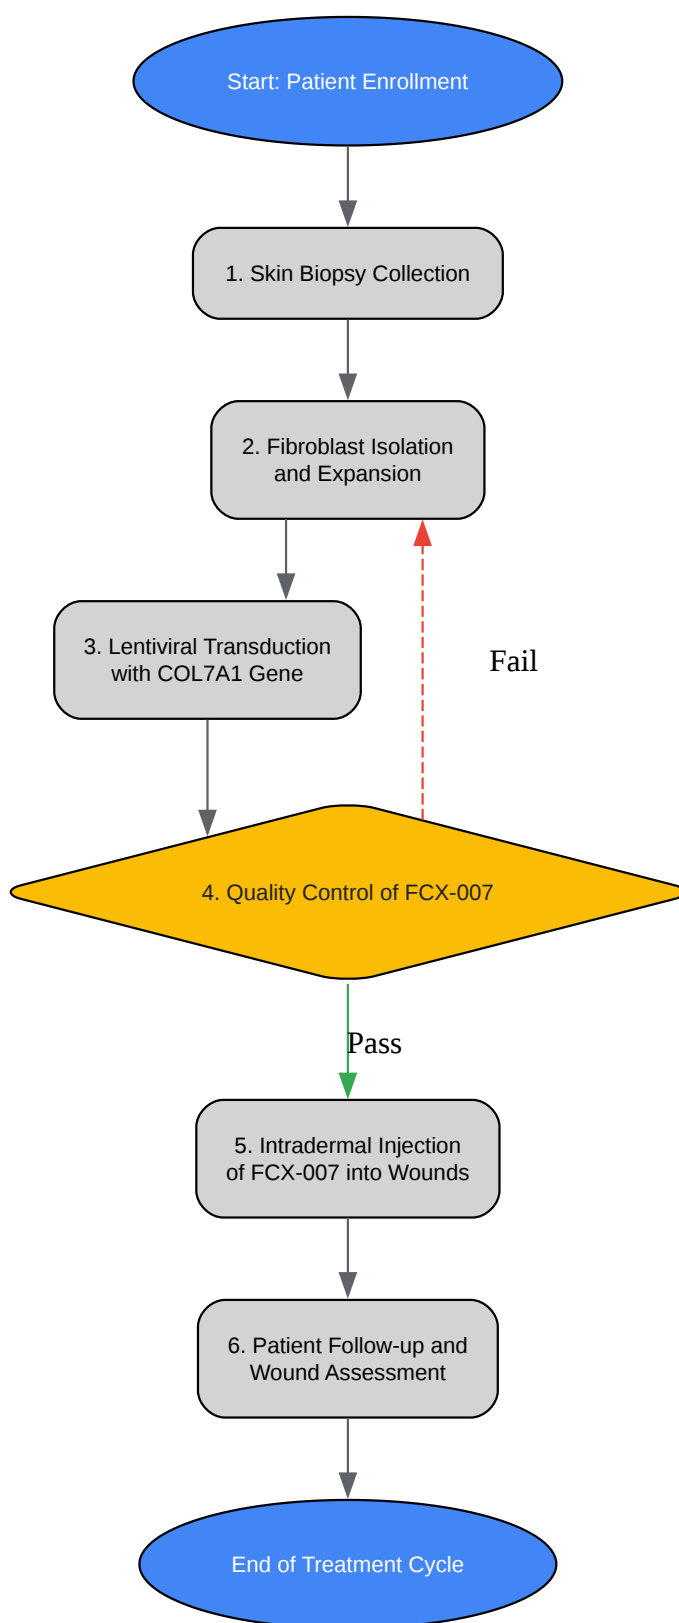 Start: Patient Enrollment
1. Skin Biopsy Collection
2. Fibroblast Isolation
and Expansion
3. Lentiviral Transduction
with COL7A1 Gene
Fail
4. Quality Control of FCX-007
Pass
5. Intradermal Injection
of FCX-007 into Wounds
6. Patient Follow-up and
Wound Assessment
End of Treatment Cycle